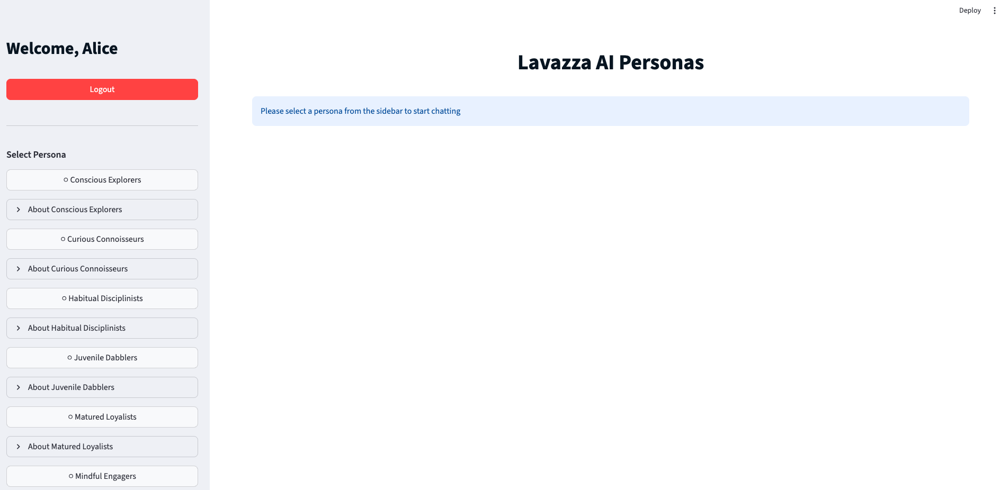 Deploy
Welcome, Alice
Logout
Select Persona
Conscious Explorers
About Conscious Explorers
Curious Connoisseurs
About Curious Connoisseurs
Habitual Disciplinists
About Habitual Disciplinists
Juvenile Dabblers
About Juvenile Dabblers
Matured Loyalists
About Matured Loyalists
Mindful Engagers
Lavazza AI Personas
Please select a persona from the sidebar to start chatting